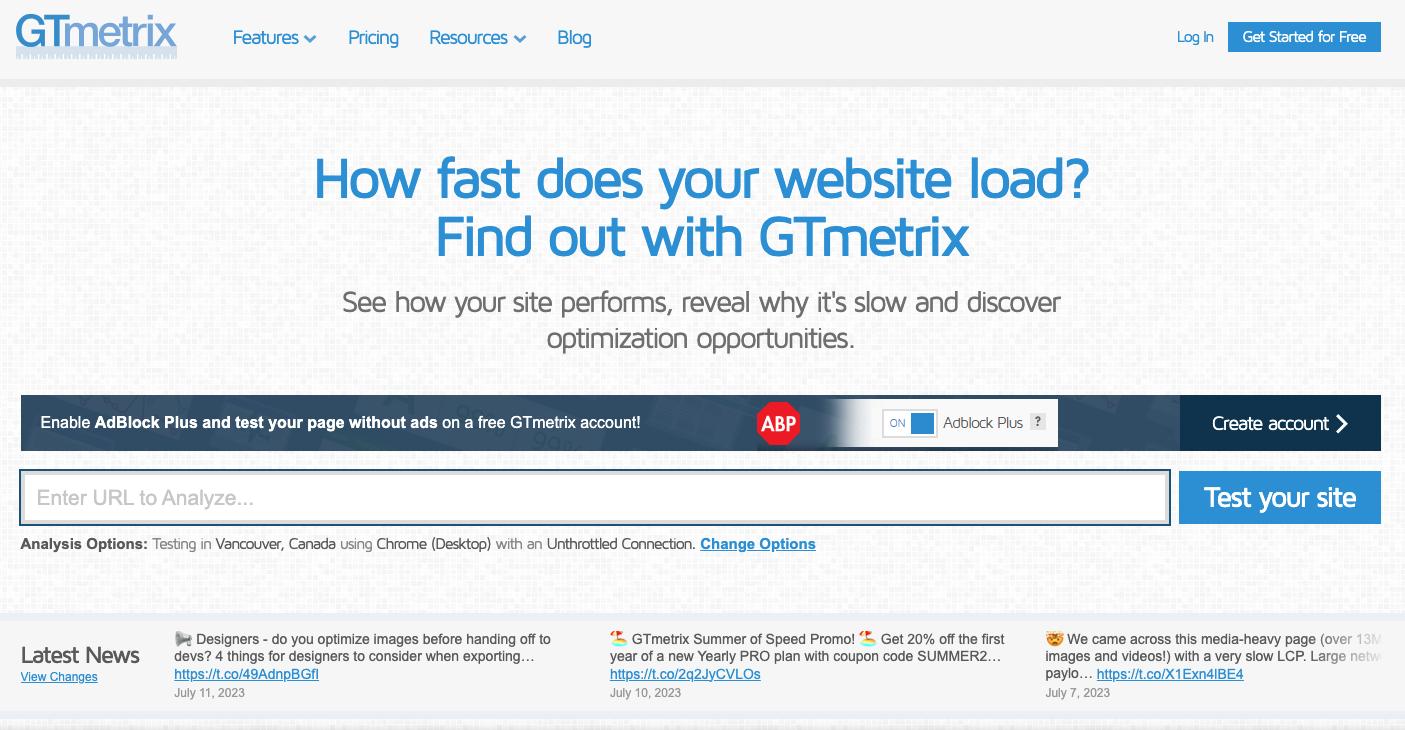 GTmetrix
Features Pricing Resources Blog
Log In Get Started for Free
How fast does your website load?
Find out with GTmetrix
See how your site performs, reveal why it's slow and discover
optimization opportunities.
Enable AdBlock Plus and test your page without ads on a free GTmetrix account!
ABP
ON Adblock Plus ?
Create account
Enter URL to Analyze...
Test your site
Analysis Options: Testing in Vancouver, Canada using Chrome (Desktop) with an Unthrottled Connection. Change Options
Latest News
View Changes
Designers - do you optimize images before handing off to
devs? 4 things for designers to consider when exporting…
https://t.co/49AdnpBGfl
July 11, 2023
GTmetrix Summer of Speed Promo! Get 20% off the first
year of a new Yearly PRO plan with coupon code SUMMER2…
https://t.co/2q2JyCVLOs
July 10, 2023
We came across this media-heavy page (over 13M
images and videos!) with a very slow LCP. Large netw
paylo… https://t.co/X1Exn4lBE4
July 7, 2023